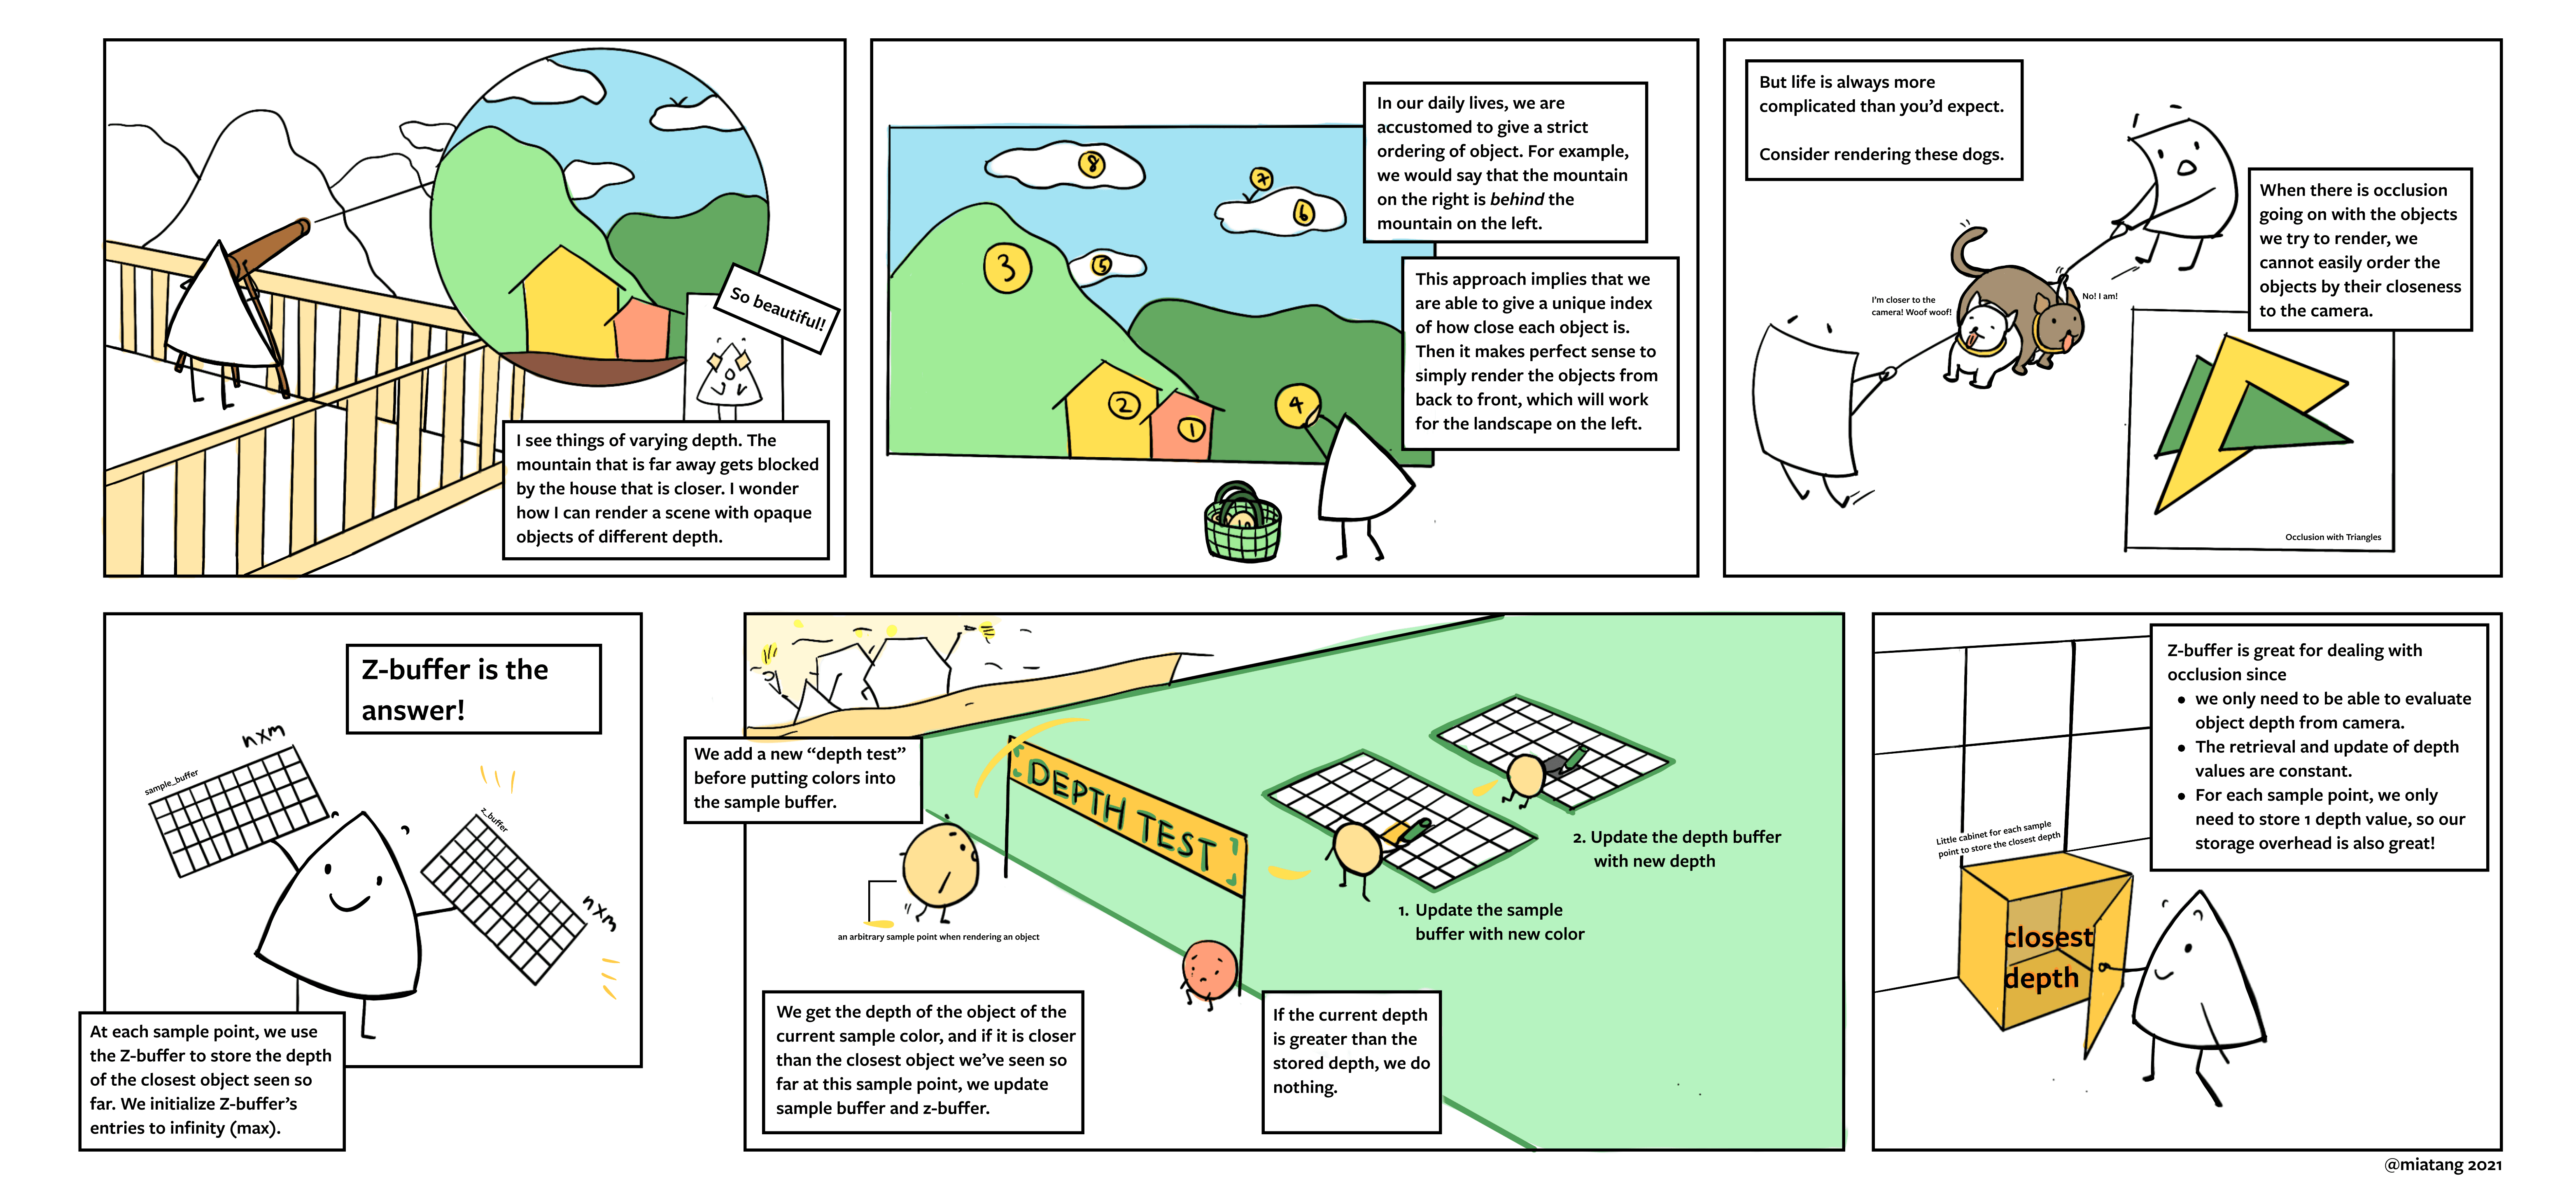 So beautiful!
I see things of varying depth. The
mountain that is far away gets blocked
by the house that is closer. I wonder
how I can render a scene with opaque
objects of different depth.
In our daily lives, we are
accustomed to give a strict
ordering of object. For example,
we would say that the mountain
on the right is behind the
mountain on the left.
This approach implies that we
are able to give a unique index
of how close each object is.
Then it makes perfect sense to
simply render the objects from
back to front, which will work
for the landscape on the left.
8
7
6
5
3
4
2
1
But life is always more
complicated than you'd expect.
Consider rendering these dogs.
When there is occlusion
going on with the objects
we try to render, we
cannot easily order the
objects by their closeness
to the camera.
I'm closer to the
camera! Woof woof!
No! I am!
Occlusion with Triangles
Z-buffer is the
answer!
nxm
sample_buffer
z_buffer
nxm
At each sample point, we use
the Z-buffer to store the depth
of the closest object seen so
far. We initialize Z-buffer's
entries to infinity (max).
We add a new “depth test”
before putting colors into
the sample buffer.
DEPTH TEST
an arbitrary sample point when rendering an object
2. Update the depth buffer
with new depth
1. Update the sample
buffer with new color
We get the depth of the object of the
current sample color, and if it is closer
than the closest object we've seen so
far at this sample point, we update
sample buffer and z-buffer.
If the current depth
is greater than the
stored depth, we do
nothing.
Z-buffer is great for dealing with
occlusion since
• we only need to be able to evaluate
object depth from camera.
• The retrieval and update of depth
values are constant.
• For each sample point, we only
need to store 1 depth value, so our
storage overhead is also great!
Little cabinet for each sample
point to store the closest depth
closest
depth
@miatang 2021